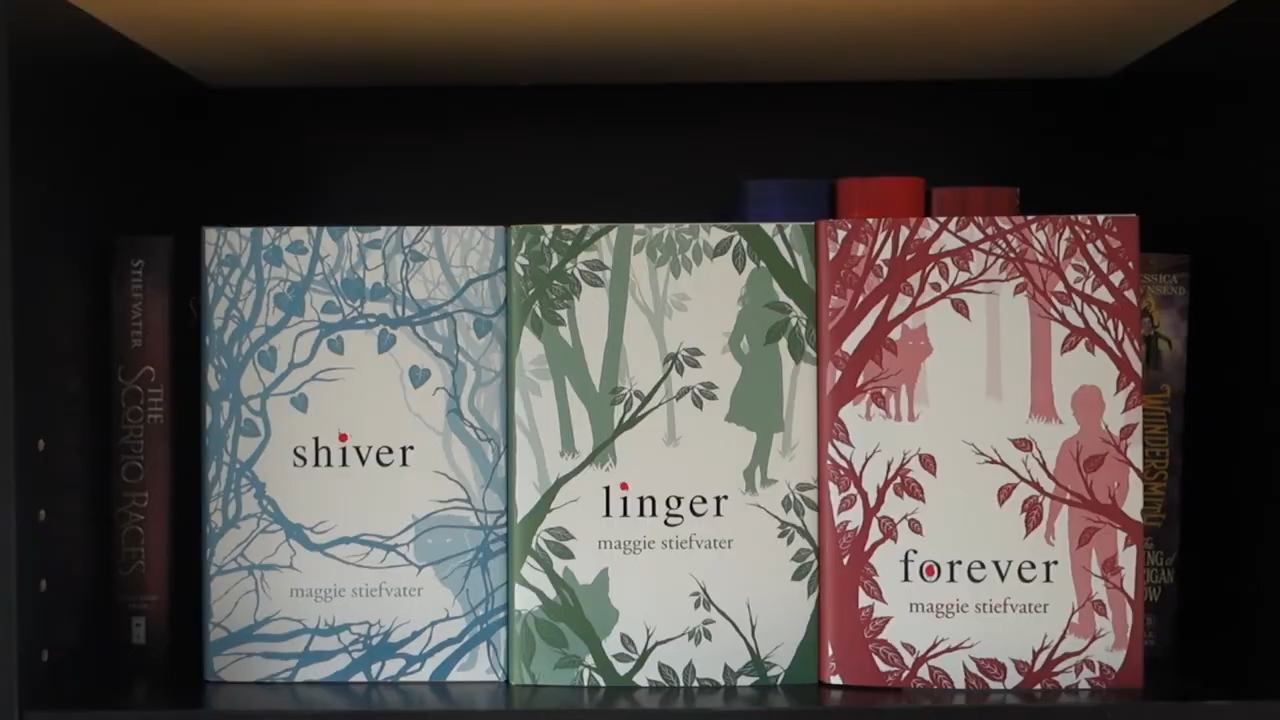 STIEFVATER
THE
SCORPIO RACES
shiver
maggie stiefvater
linger
maggie stiefvater
forever
maggie stiefvater
WUNDERSMITH